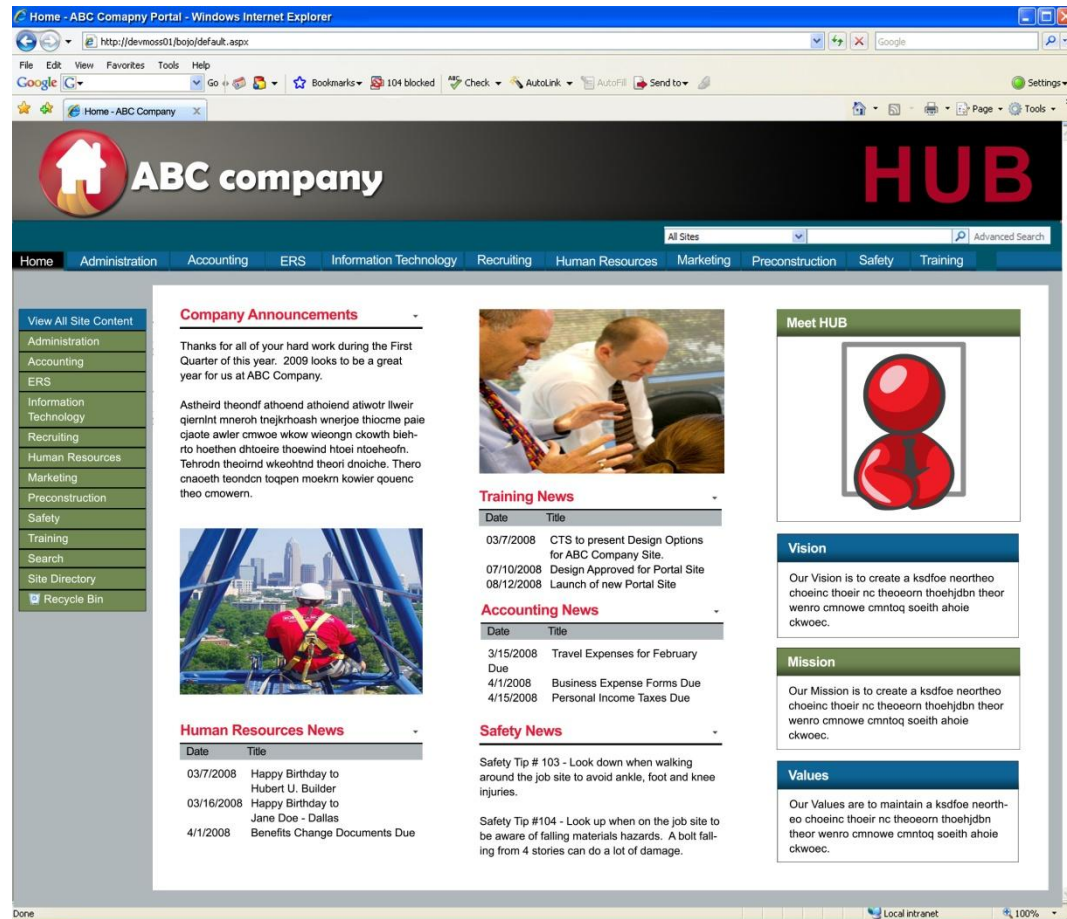 Home - ABC Comapny Portal - Windows Internet Explorer
http://devmoss01/bojo/default.aspx
Google
File Edit View Favorites Tools Help
Google G Go Bookmarks 104 blocked ABC Check AutoLink AutoFill Send to Settings
Home - ABC Company Page Tools
ABC company
HUB
All Sites Advanced Search
Home Administration Accounting ERS Information Technology Recruiting Human Resources Marketing Preconstruction Safety Training
View All Site Content
Administration
Accounting
ERS
Information
Technology
Recruiting
Human Resources
Marketing
Preconstruction
Safety
Training
Search
Site Directory
Recycle Bin
Company Announcements
Thanks for all of your hard work during the First
Quarter of this year. 2009 looks to be a great
year for us at ABC Company.
Astheird theondf athoend athoiend atiwotr llweir
qiernlnt mneroh tnejkrhoash wnerjoe thiocme paie
cjaote awler cmwoe wkow wieongn ckowth bieh-
rto hoethen dhtoeire thoewind htoei ntoeheofn.
Tehrodn theoirnd wkeohtnd theori dnoiche. Thero
cnaoeth teondcn toqpen moekrn kowier qouenc
theo cmowern.
Human Resources News
Date Title
03/7/2008 Happy Birthday to
Hubert U. Builder
03/16/2008 Happy Birthday to
Jane Doe - Dallas
4/1/2008 Benefits Change Documents Due
Training News
Date Title
03/7/2008 CTS to present Design Options
for ABC Company Site.
07/10/2008 Design Approved for Portal Site
08/12/2008 Launch of new Portal Site
Accounting News
Date Title
3/15/2008 Travel Expenses for February
Due
4/1/2008 Business Expense Forms Due
4/15/2008 Personal Income Taxes Due
Safety News
Safety Tip # 103 - Look down when walking
around the job site to avoid ankle, foot and knee
injuries.
Safety Tip #104 - Look up when on the job site to
be aware of falling materials hazards. A bolt fall-
ing from 4 stories can do a lot of damage.
Meet HUB
Vision
Our Vision is to create a ksdfoe neortheo
choeinc thoeir nc theoeorn thoehjdbn theor
wenro cmnowe cmntoq soeith ahoie
ckwoec.
Mission
Our Mission is to create a ksdfoe neortheo
choeinc thoeir nc theoeorn thoehjdbn theor
wenro cmnowe cmntoq soeith ahoie
ckwoec.
Values
Our Values are to maintain a ksdfoe neorth-
eo choeinc thoeir nc theoeorn thoehjdbn
theor wenro cmnowe cmntoq soeith ahoie
ckwoec.
Done Local intranet 100%